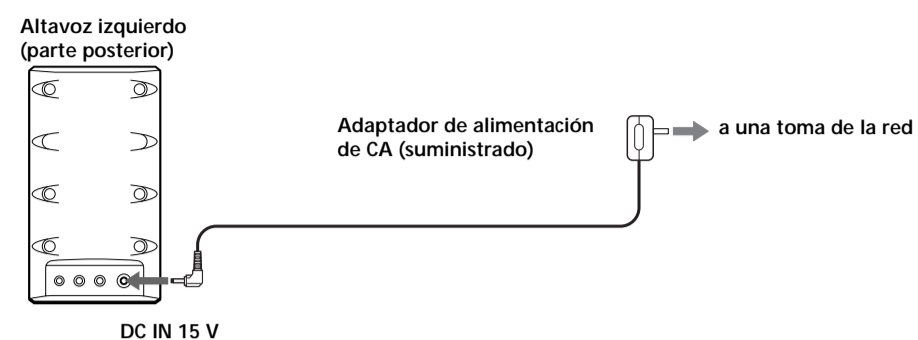 Altavoz izquierdo
(parte posterior)
Adaptador de alimentación
de CA (suministrado)
a una toma de la red
DC IN 15 V